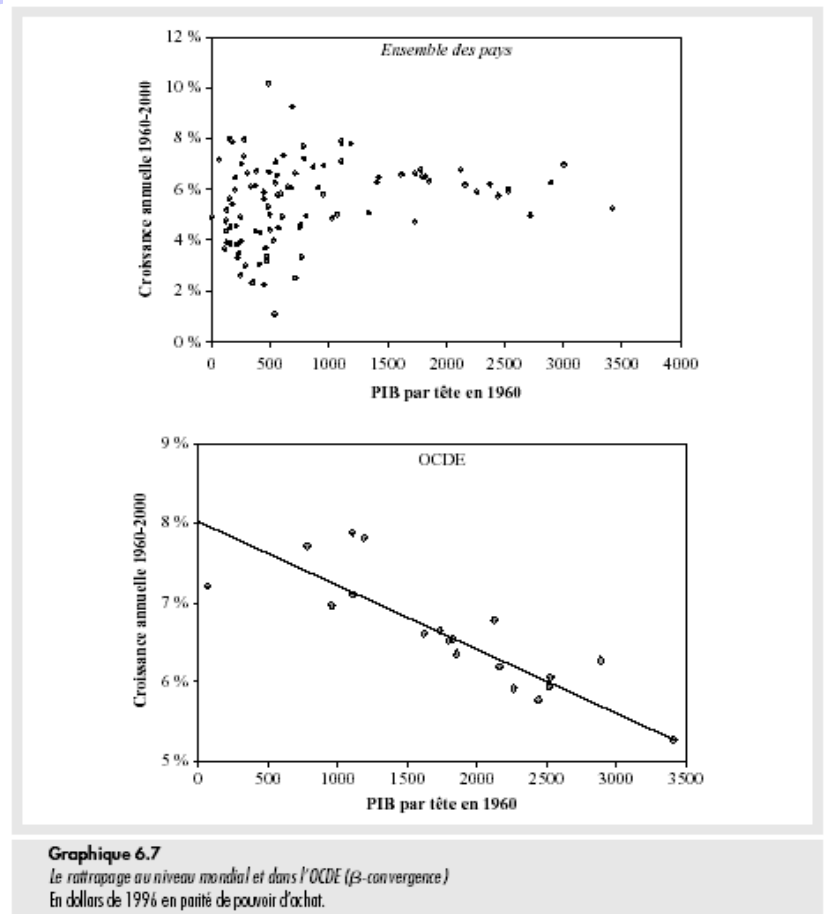 Ensemble des pays
Croissance annuelle 1960-2000
12 %
10 %
8 %
6 %
4 %
2 %
0 %
0 500 1000 1500 2000 2500 3000 3500 4000
PIB par tête en 1960
OCDE
Croissance annuelle 1960-2000
9 %
8 %
7 %
6 %
5 %
0 500 1000 1500 2000 2500 3000 3500
PIB par tête en 1960
Graphique 6.7
Le rattrapage au niveau mondial et dans l'OCDE (β-convergence)
En dollars de 1996 en parité de pouvoir d'achat.